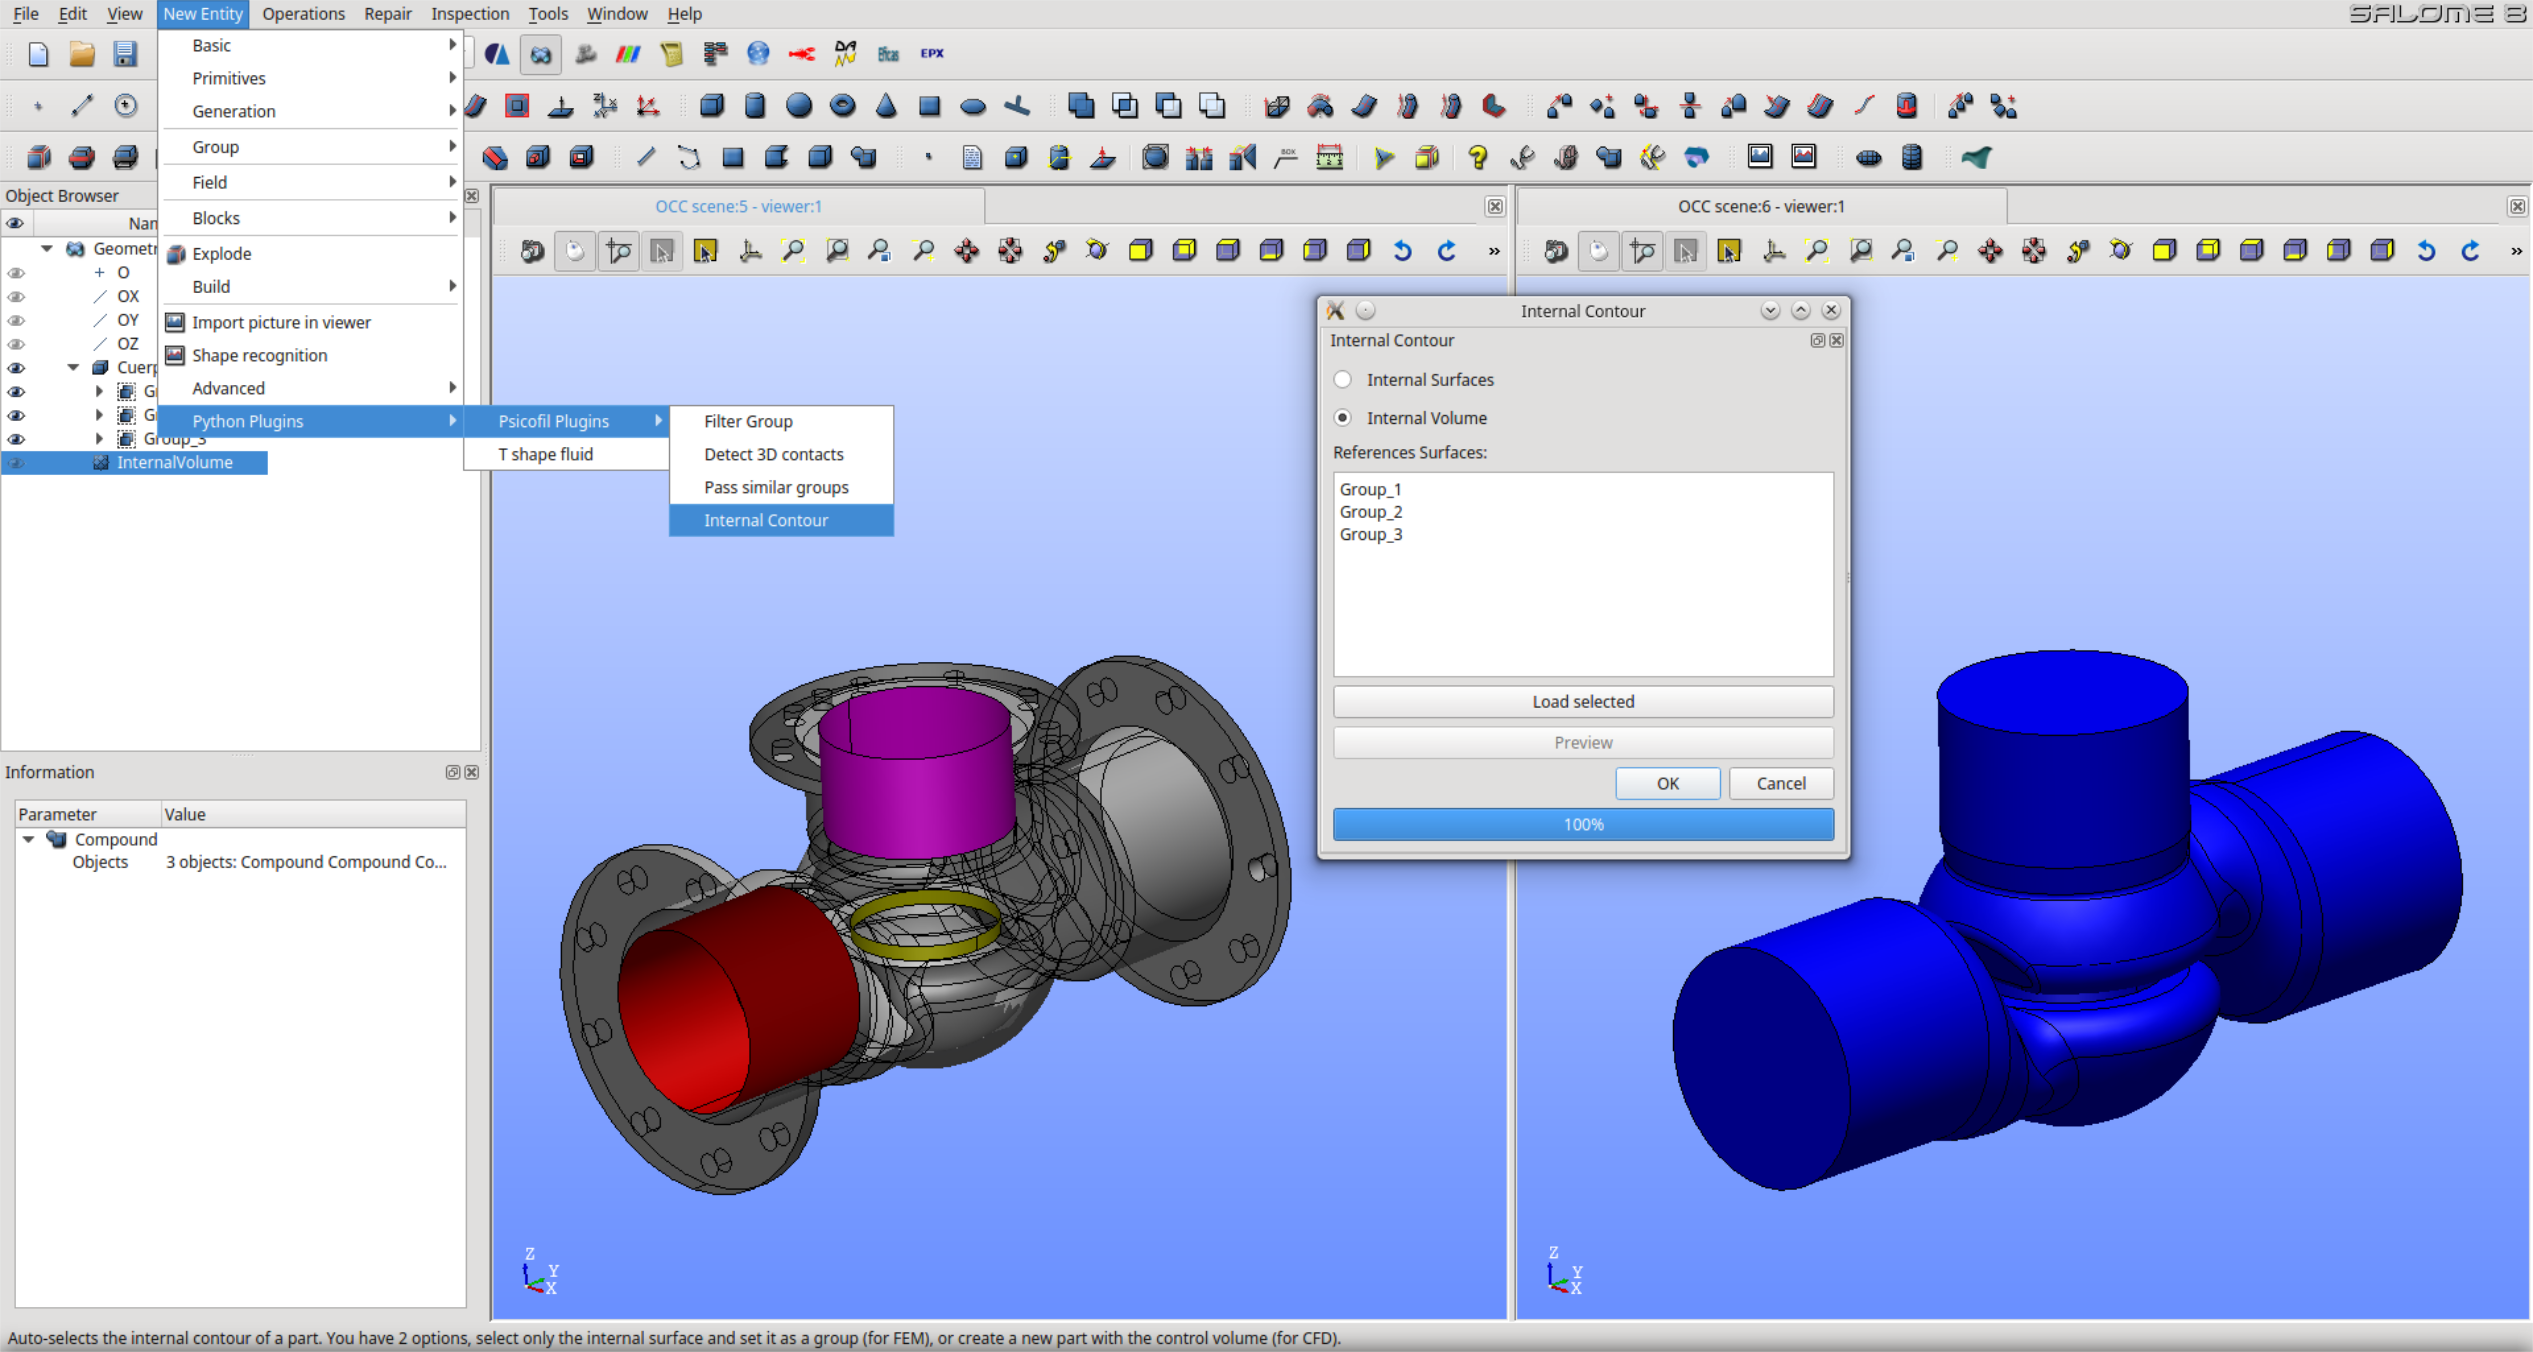 File Edit View New Entity Operations Repair Inspection Tools Window Help
SALOME 8
Basic
Primitives
Generation
Group
Field
Blocks
Explode
Build
Import picture in viewer
Shape recognition
Advanced
Python Plugins
Psicofil Plugins
T shape fluid
Filter Group
Detect 3D contacts
Pass similar groups
Internal Contour
Eficas
EPX
BOX
Object Browser
Nam
Geometr
O
OX
OY
OZ
Cuerp
Gr
Gr
Group_3
InternalVolume
Information
Parameter Value
Compound
Objects 3 objects: Compound Compound Co...
OCC scene:5 - viewer:1
OCC scene:6 - viewer:1
Internal Contour
Internal Contour
Internal Surfaces
Internal Volume
References Surfaces:
Group_1
Group_2
Group_3
Load selected
Preview
OK Cancel
100%
Z
Y
X
Z
Y
X
Auto-selects the internal contour of a part. You have 2 options, select only the internal surface and set it as a group (for FEM), or create a new part with the control volume (for CFD).